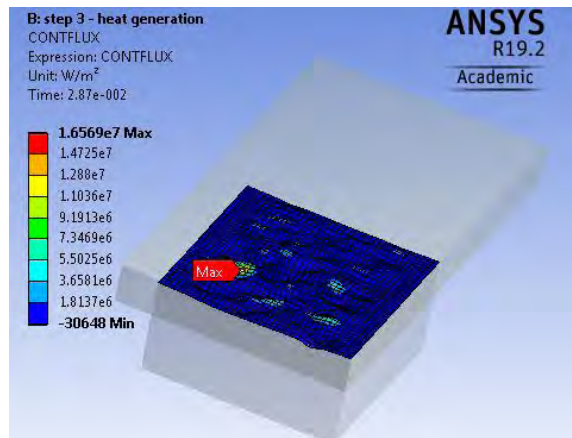 B: step 3 - heat generation
CONTFLUX
Expression: CONTFLUX
Unit: W/m²
Time: 2.87e-002
ANSYS
R19.2
Academic
1.6569e7 Max
1.4725e7
1.288e7
1.1036e7
9.1913e6
7.3469e6
5.5025e6
3.6581e6
1.8137e6
-30648 Min
Max